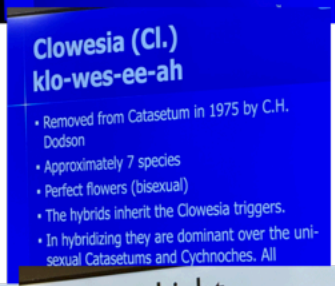 Clowesia (Cl.)
klo-wes-ee-ah
• Removed from Catasetum in 1975 by C.H.
Dodson
• Approximately 7 species
• Perfect flowers (bisexual)
• The hybrids inherit the Clowesia triggers.
• In hybridizing they are dominant over the uni-
sexual Catasetums and Cychnoches. All